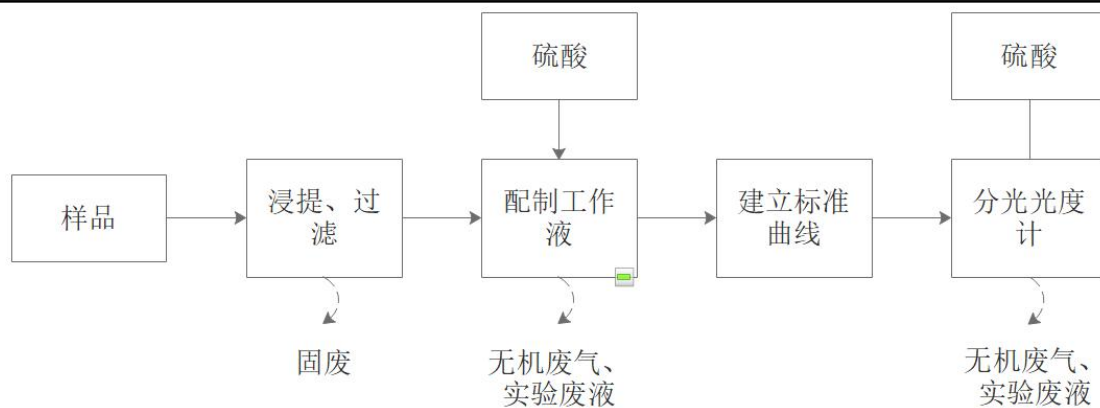 硫酸
硫酸
样品
浸提、过
滤
配制工作
液
建立标准
曲线
分光光度
计
固废
无机废气、
实验废液
无机废气、
实验废液